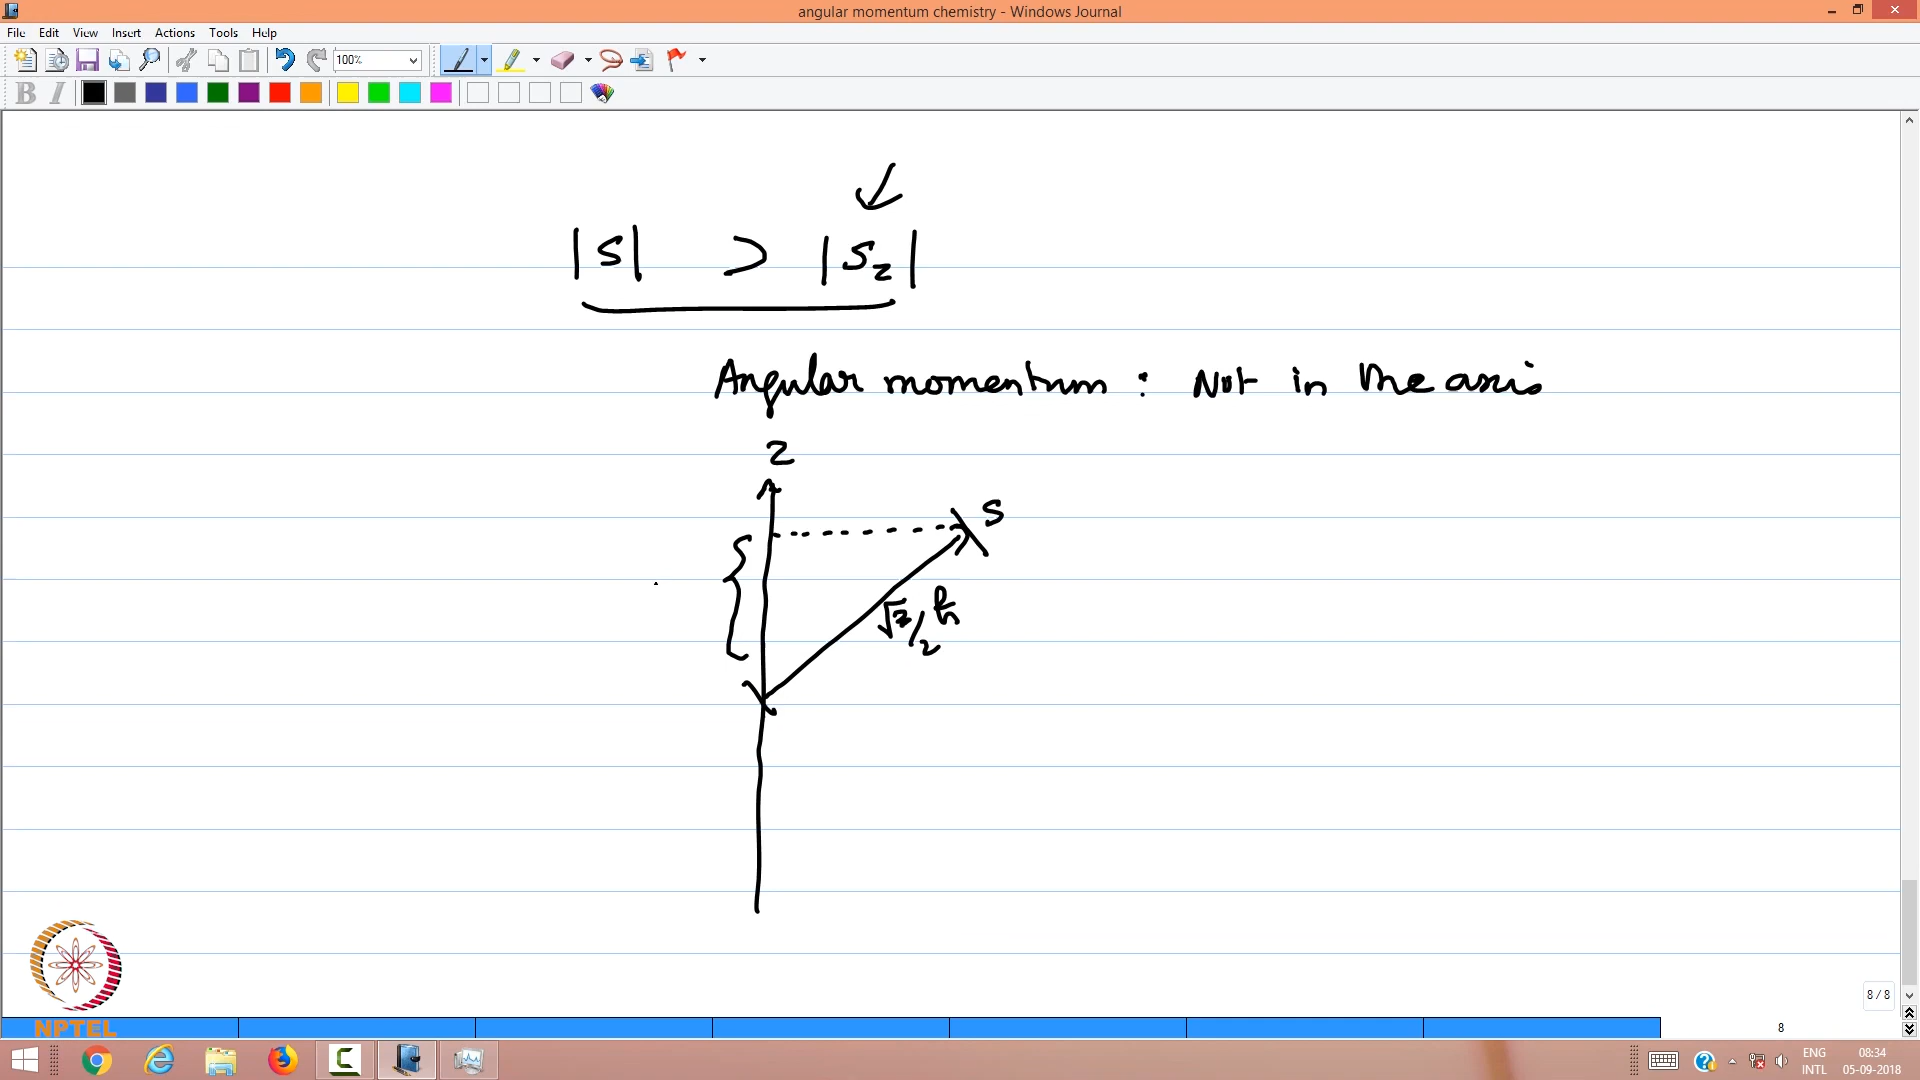 angular momentum chemistry - Windows Journal
File Edit View Insert Actions Tools Help
100%
B I
|S| > |S_z|
Angular momentum : Not in the axis
z
S
√3/2 ħ
8 / 8
NPTEL
8
ENG 08:34
INTL 05-09-2018